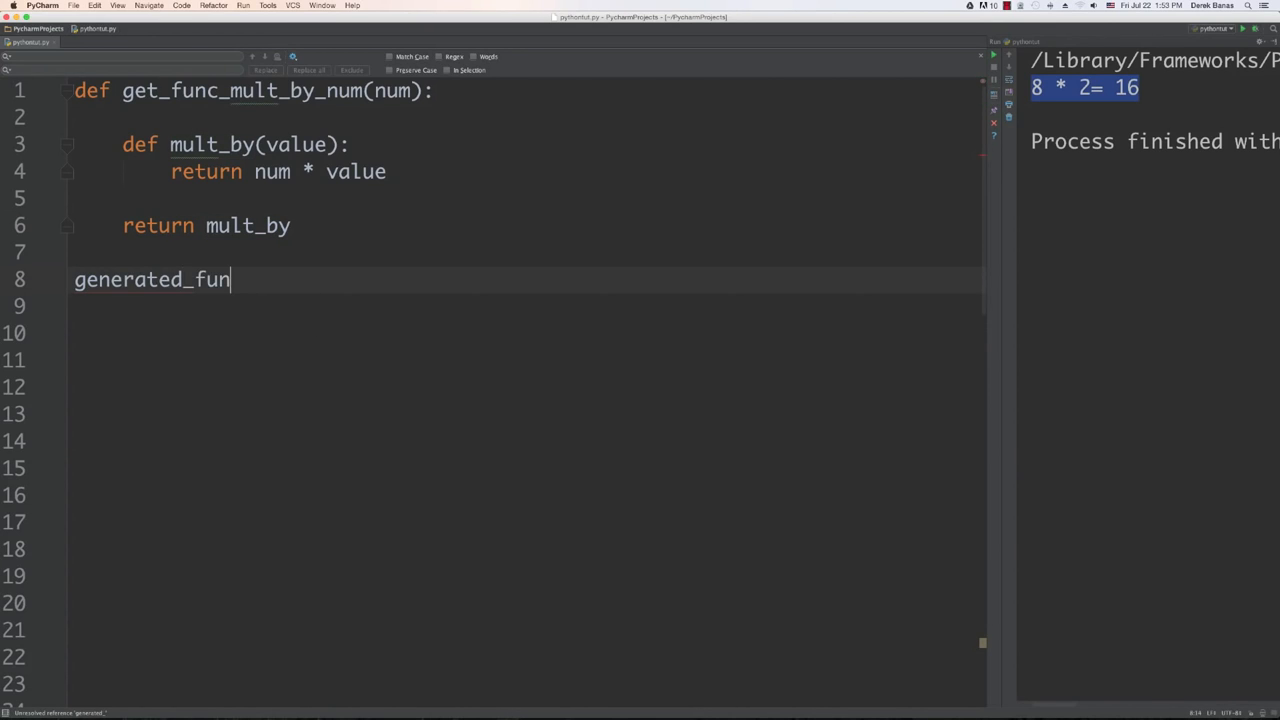 PyCharm File Edit View Navigate Code Refactor Run Tools VCS Window Help 10 Fri Jul 22 1:53 PM Derek Banas
pythontut.py - PycharmProjects - [~/PycharmProjects]
PycharmProjects pythontut.py pythontut
pythontut.py Run pythontut
Match Case Regex Words
Replace Replace all Exclude Preserve Case In Selection
/Library/Frameworks/P
8 * 2= 16
Process finished with
1 def get_func_mult_by_num(num):
2
3 def mult_by(value):
4 return num * value
5
6 return mult_by
7
8 generated_fun
9
10
11
12
13
14
15
16
17
18
19
20
21
22
23
Unresolved reference 'generated_' 8:14 LF÷ UTF-8÷